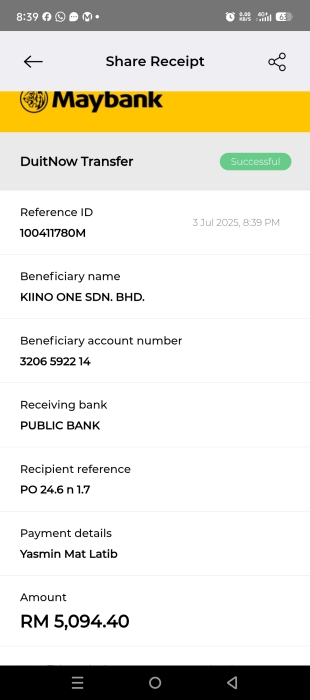 8:39
0.00
KB/S
4G+
63
Share Receipt
Maybank
DuitNow Transfer
Successful
Reference ID
3 Jul 2025, 8:39 PM
100411780M
Beneficiary name
KIINO ONE SDN. BHD.
Beneficiary account number
3206 5922 14
Receiving bank
PUBLIC BANK
Recipient reference
PO 24.6 n 1.7
Payment details
Yasmin Mat Latib
Amount
RM 5,094.40